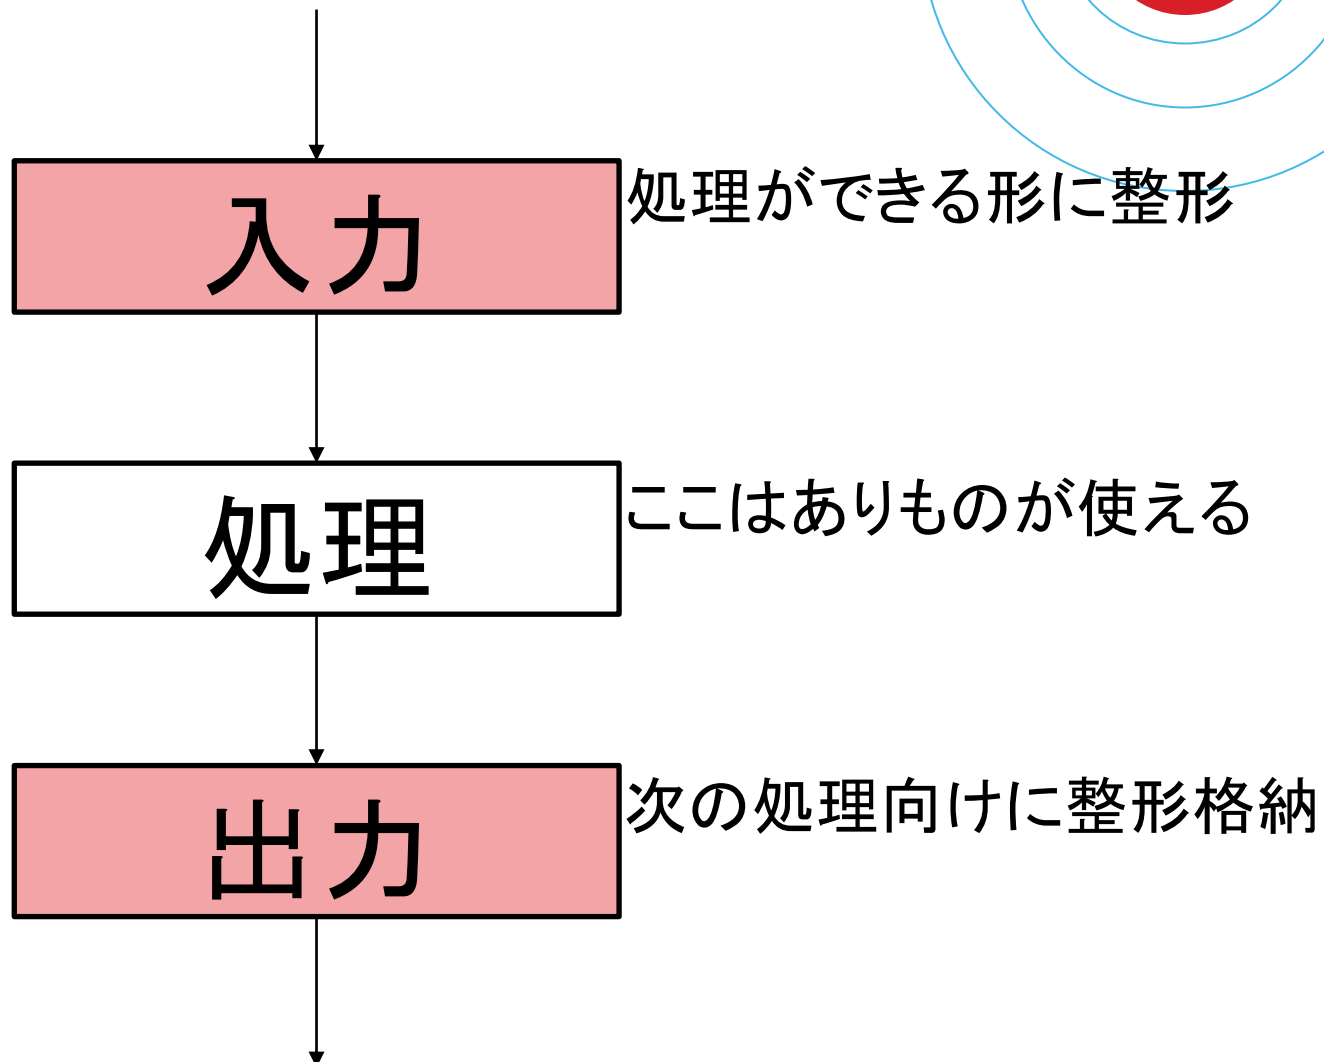 入力
処理ができる形に整形
処理
ここはありものが使える
出力
次の処理向けに整形格納